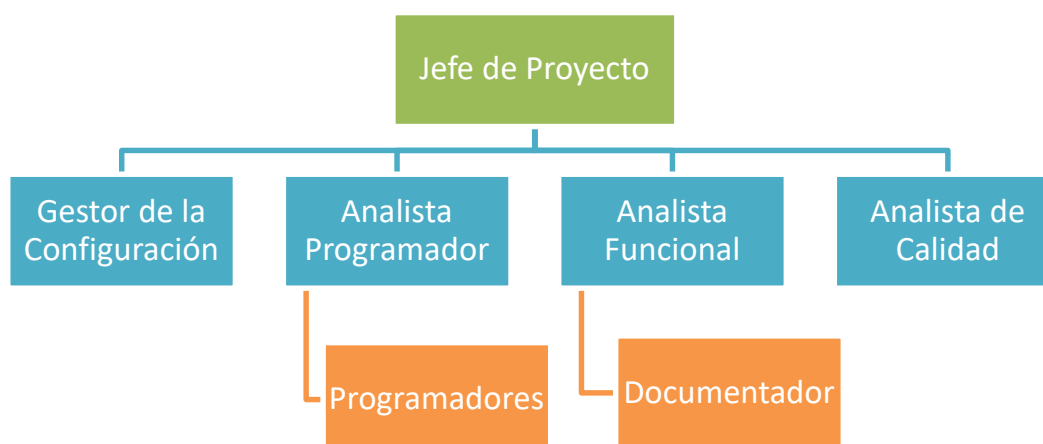 Jefe de Proyecto
Gestor de la
Configuración
Analista
Programador
Analista
Funcional
Analista de
Calidad
Programadores
Documentador